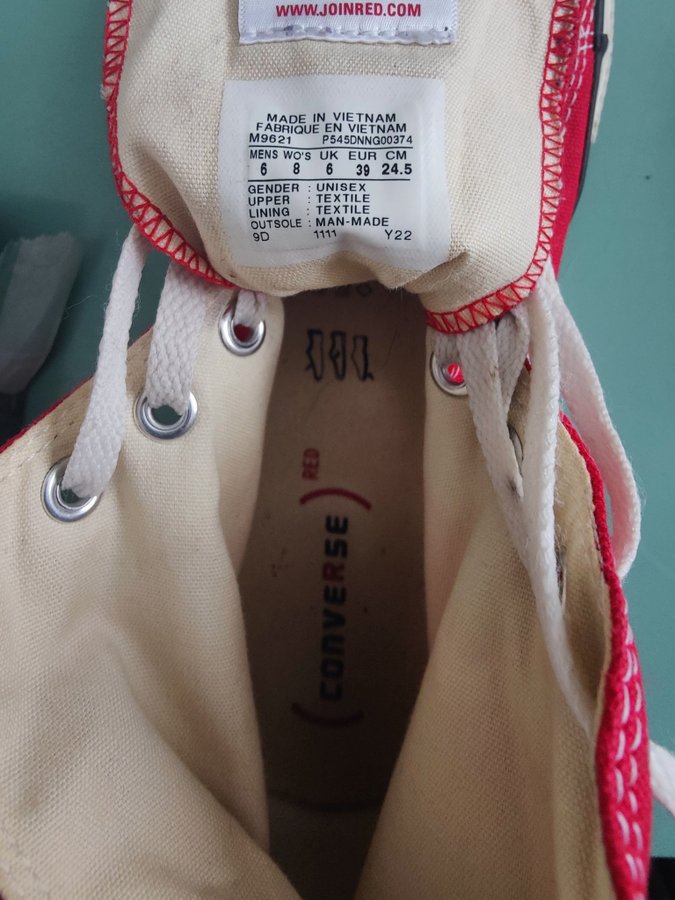 WWW.JOINRED.COM
MADE IN VIETNAM
FABRIQUE EN VIETNAM
M9621 P545DNNG00374
MENS WO'S UK EUR CM
6 8 6 39 24.5
GENDER : UNISEX
UPPER : TEXTILE
LINING : TEXTILE
OUTSOLE : MAN-MADE
9D 1111 Y22
(CONVERSE) RED